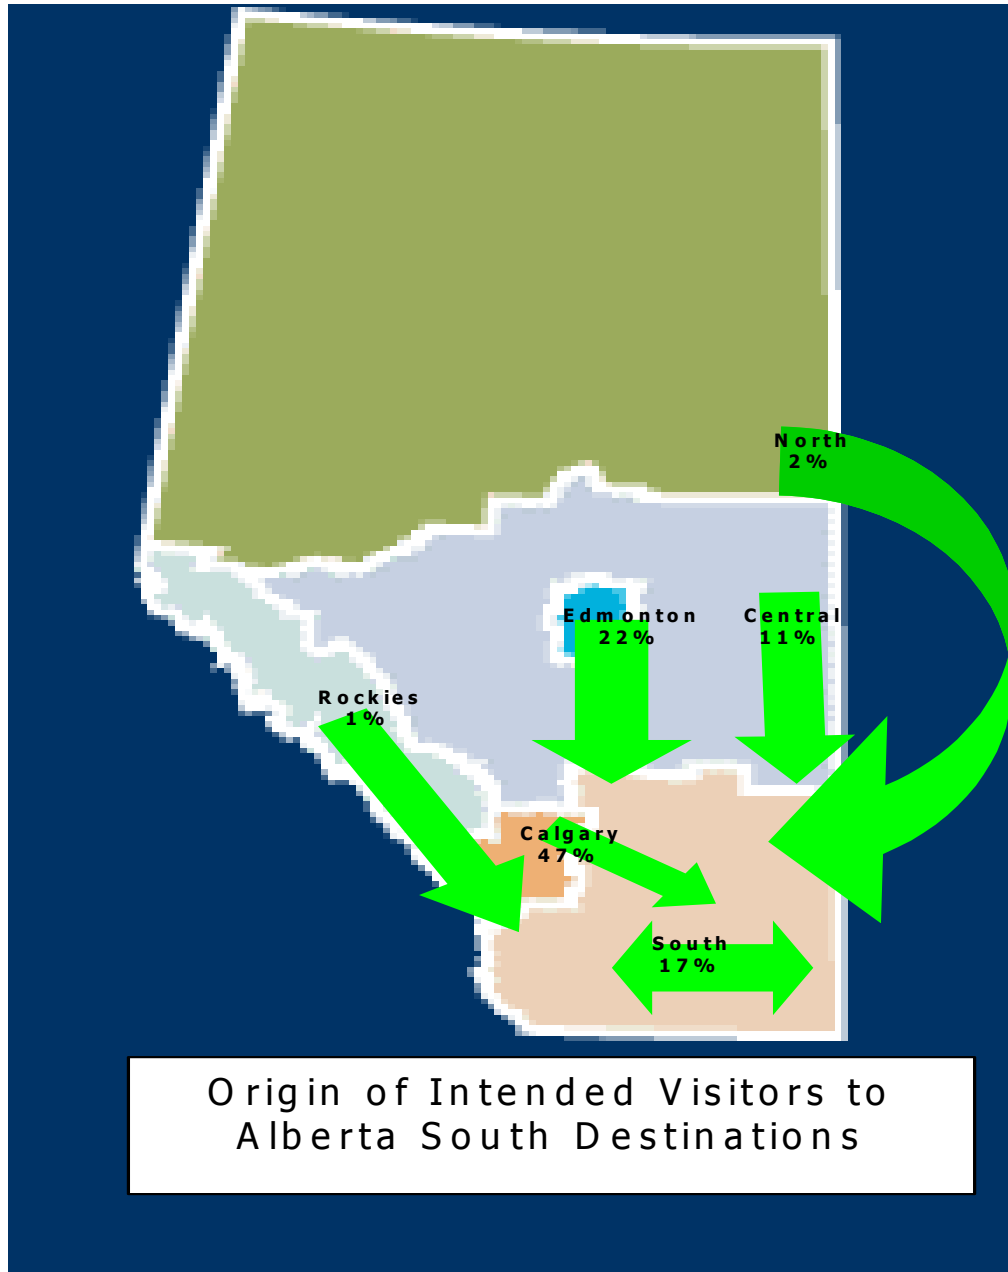 North
2%
Edmonton
22%
Central
11%
Rockies
1%
Calgary
47%
South
17%
Origin of Intended Visitors to
Alberta South Destinations